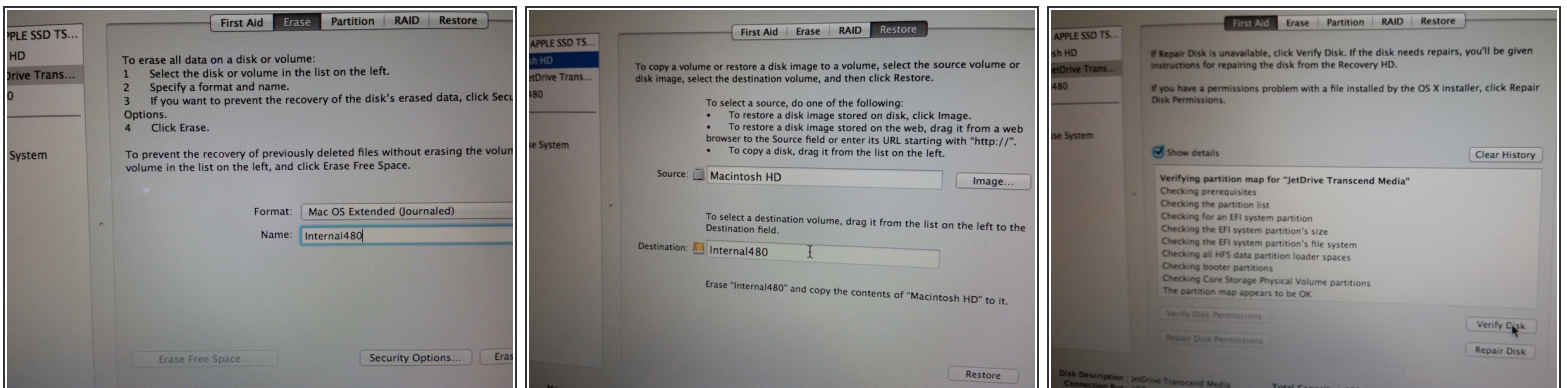 First Aid
Erase
Partition
RAID
Restore
APPLE SSD TS...
HD
Drive Trans...
0
System
To erase all data on a disk or volume:
1 Select the disk or volume in the list on the left.
2 Specify a format and name.
3 If you want to prevent the recovery of the disk's erased data, click Secu
Options.
4 Click Erase.
To prevent the recovery of previously deleted files without erasing the volun
volume in the list on the left, and click Erase Free Space.
Format: Mac OS Extended (Journaled)
Name: Internal480
Erase Free Space...
Security Options...
Eras
First Aid
Erase
RAID
Restore
APPLE SSD TS...
sh HD
etDrive Trans...
480
se System
To copy a volume or restore a disk image to a volume, select the source volume or
disk image, select the destination volume, and then click Restore.
To select a source, do one of the following:
• To restore a disk image stored on disk, click Image.
• To restore a disk image stored on the web, drag it from a web
browser to the Source field or enter its URL starting with "http://".
• To copy a disk, drag it from the list on the left.
Source: Macintosh HD
Image...
To select a destination volume, drag it from the list on the left to the
Destination field.
Destination: Internal480
Erase "Internal480" and copy the contents of "Macintosh HD" to it.
Restore
First Aid
Erase
Partition
RAID
Restore
APPLE SSD TS...
sh HD
etDrive Trans...
480
se System
If Repair Disk is unavailable, click Verify Disk. If the disk needs repairs, you'll be given
instructions for repairing the disk from the Recovery HD.
If you have a permissions problem with a file installed by the OS X installer, click Repair
Disk Permissions.
Show details
Clear History
Verifying partition map for "JetDrive Transcend Media"
Checking prerequisites
Checking the partition list
Checking for an EFI system partition
Checking the EFI system partition's size
Checking the EFI system partition's file system
Checking all HFS data partition loader spaces
Checking booter partitions
Checking Core Storage Physical Volume partitions
The partition map appears to be OK
Verify Disk Permissions
Verify Disk
Repair Disk Permissions
Repair Disk
Disk Description : JetDrive Transcend Media